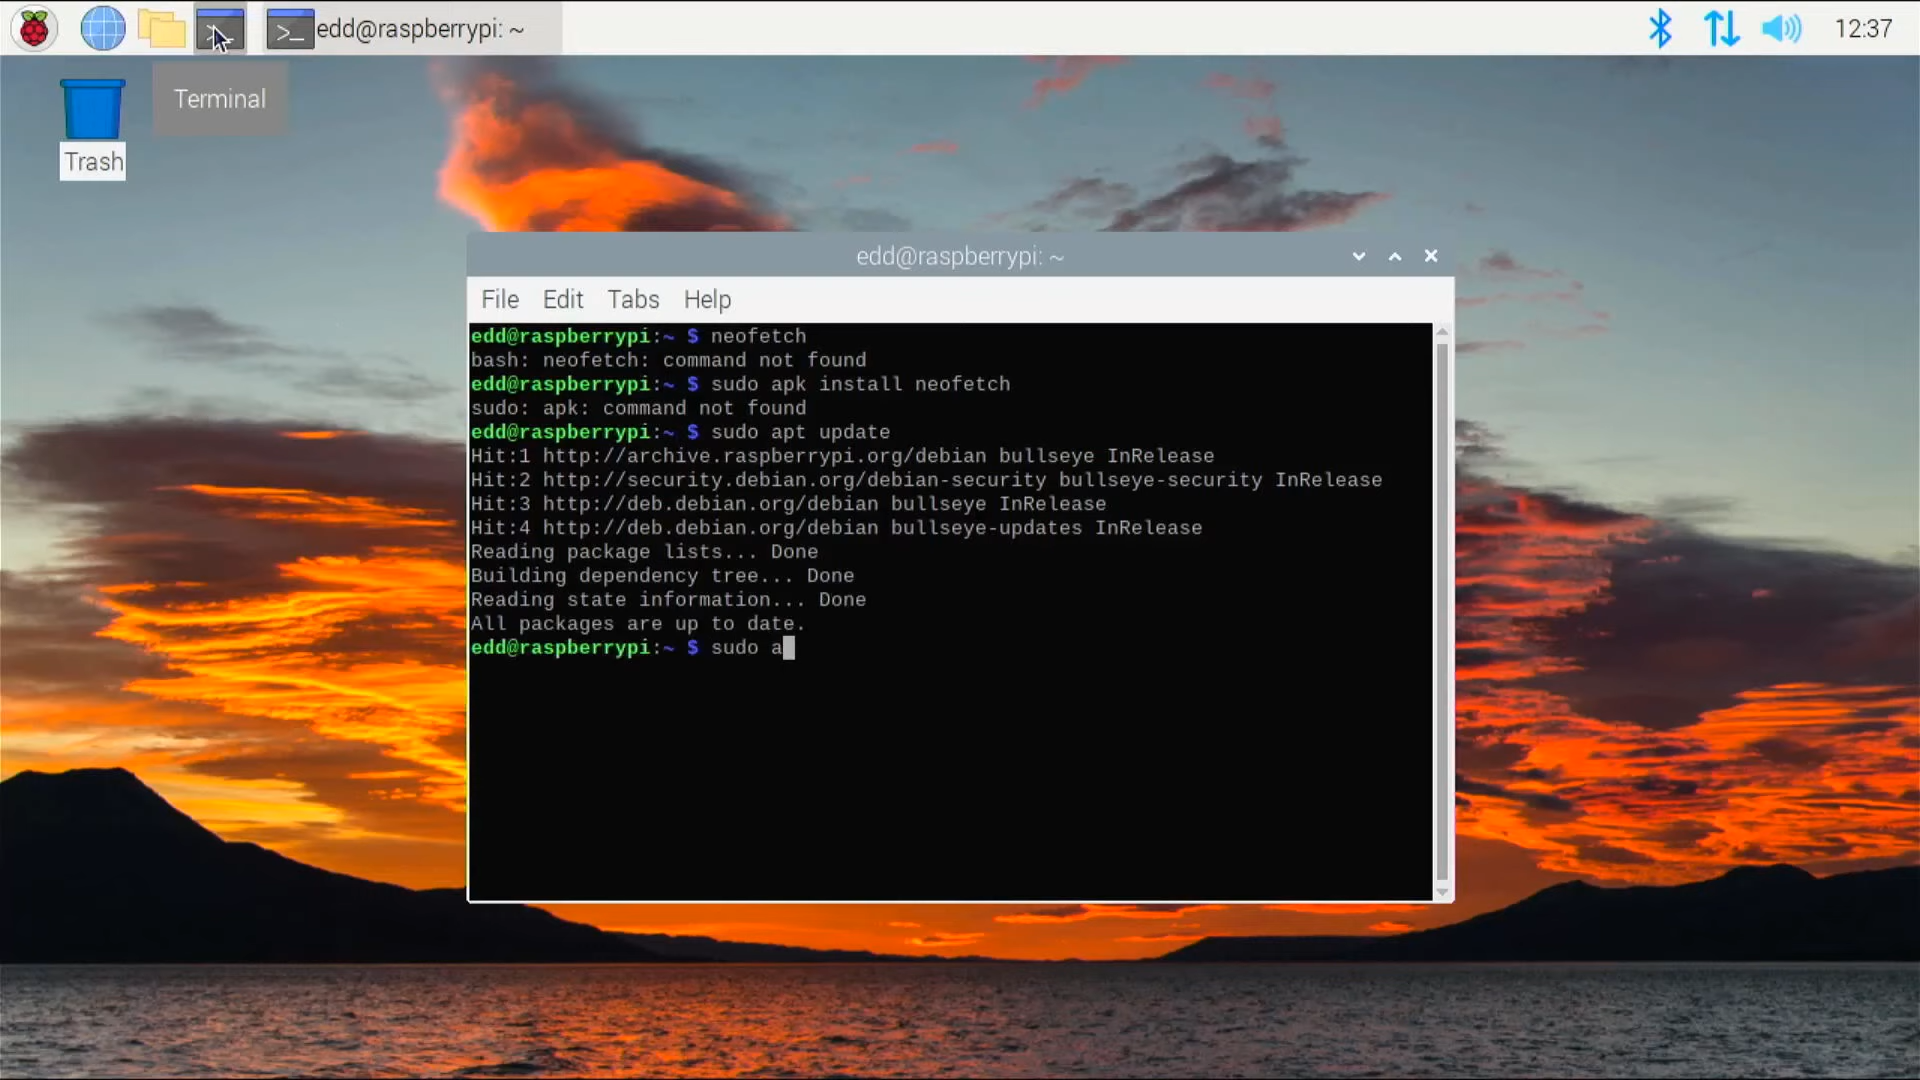 edd@raspberrypi: ~
12:37
Terminal
Trash
edd@raspberrypi: ~
File Edit Tabs Help
edd@raspberrypi:~ $ neofetch
bash: neofetch: command not found
edd@raspberrypi:~ $ sudo apk install neofetch
sudo: apk: command not found
edd@raspberrypi:~ $ sudo apt update
Hit:1 http://archive.raspberrypi.org/debian bullseye InRelease
Hit:2 http://security.debian.org/debian-security bullseye-security InRelease
Hit:3 http://deb.debian.org/debian bullseye InRelease
Hit:4 http://deb.debian.org/debian bullseye-updates InRelease
Reading package lists... Done
Building dependency tree... Done
Reading state information... Done
All packages are up to date.
edd@raspberrypi:~ $ sudo a